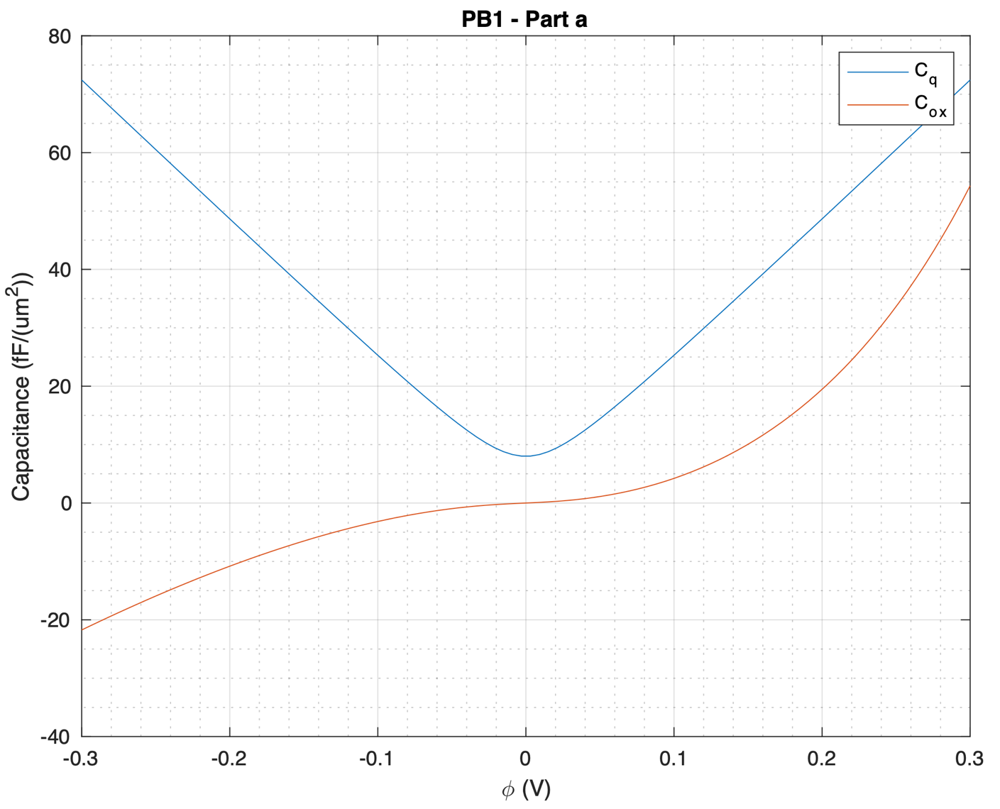 PB1 - Part a
80
60
40
20
0
-20
-40
-0.3
-0.2
-0.1
0
0.1
0.2
0.3
Capacitance (fF/(um²))
ϕ (V)
C_q
C_ox